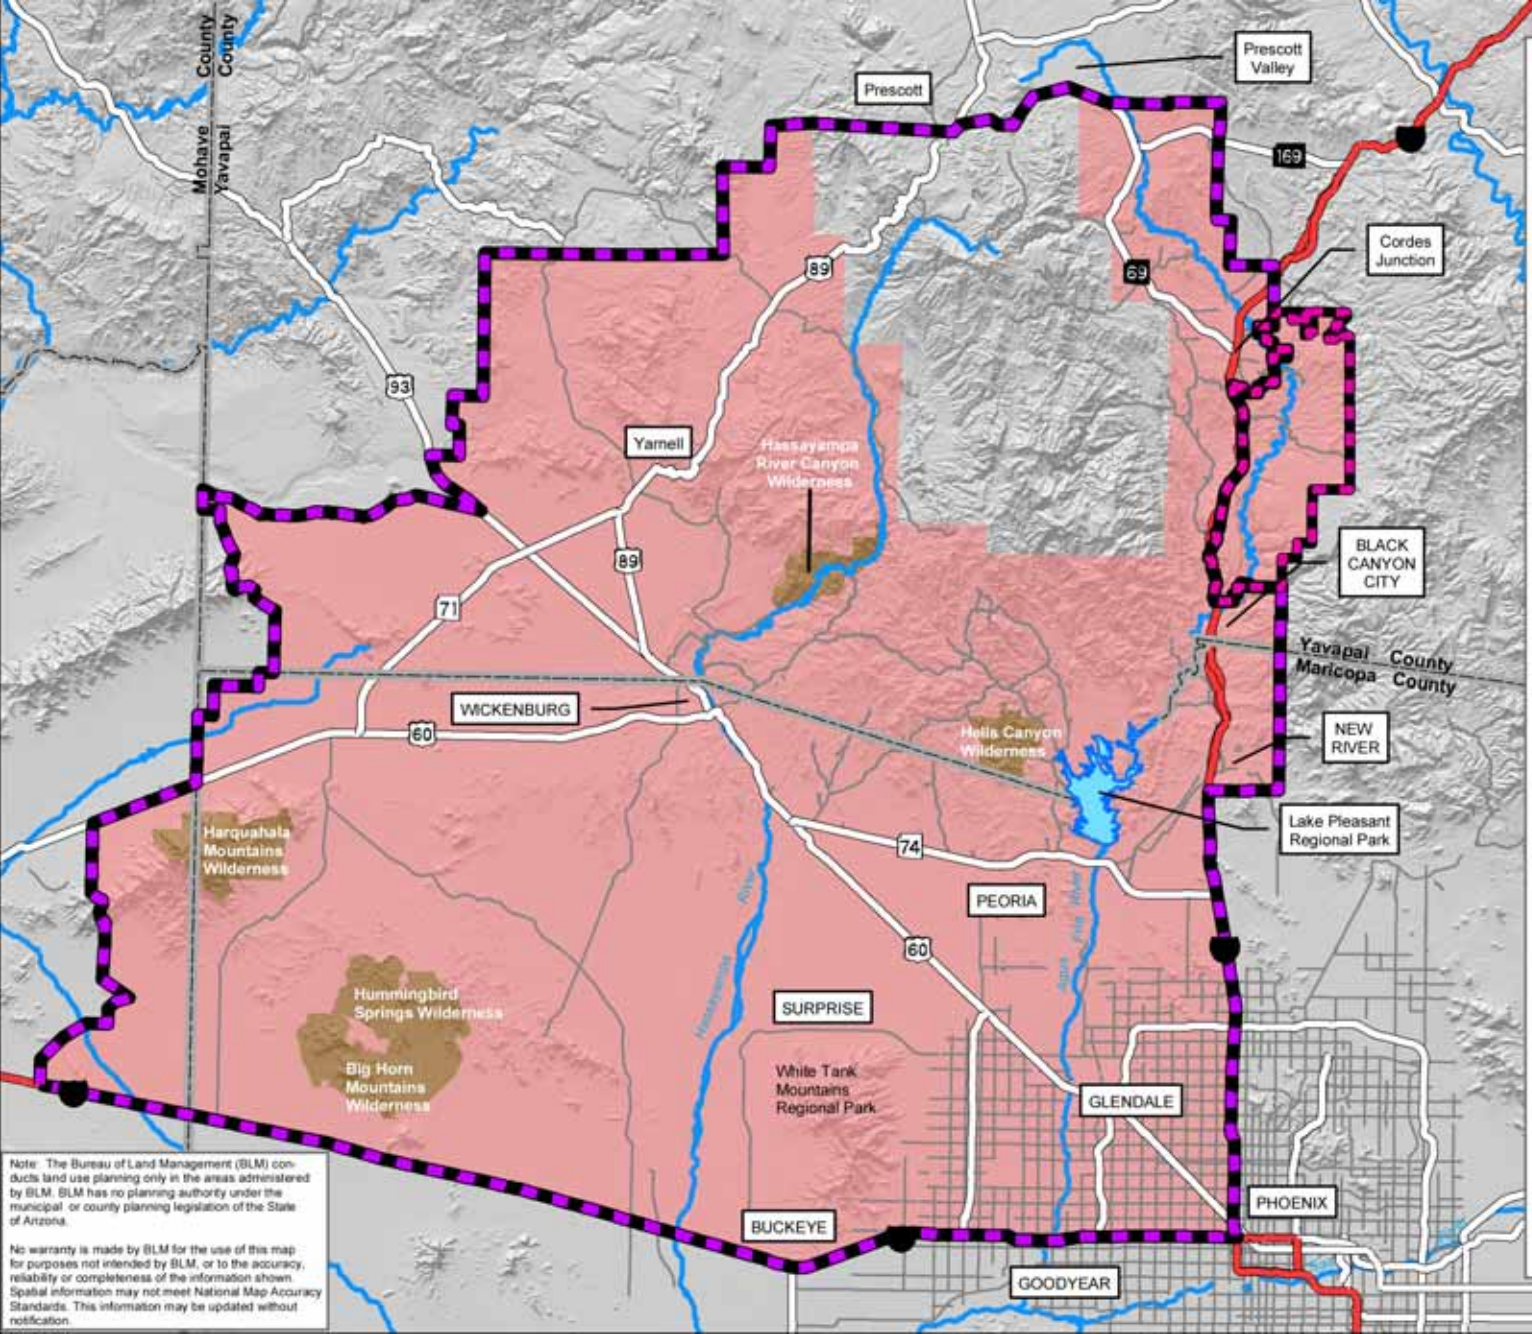 Mohave County
Yavapai County
Prescott
Valley
Prescott
169
Cordes
Junction
89
69
93
Yarnell
Hassayampa
River Canyon
Wilderness
BLACK
CANYON
CITY
89
71
Yavapai County
Maricopa County
WICKENBURG
60
Hells Canyon
Wilderness
NEW
RIVER
Lake Pleasant
Regional Park
Harquahala
Mountains
Wilderness
74
PEORIA
60
Hassayampa River
Agua Fria River
Hummingbird
Springs Wilderness
SURPRISE
Big Horn
Mountains
Wilderness
White Tank
Mountains
Regional Park
GLENDALE
PHOENIX
BUCKEYE
GOODYEAR
Note: The Bureau of Land Management (BLM) con-
ducts land use planning only in the areas administered
by BLM. BLM has no planning authority under the
municipal or county planning legislation of the State
of Arizona.
No warranty is made by BLM for the use of this map
for purposes not intended by BLM, or to the accuracy,
reliability or completeness of the information shown.
Spatial information may not meet National Map Accuracy
Standards. This information may be updated without
notification.